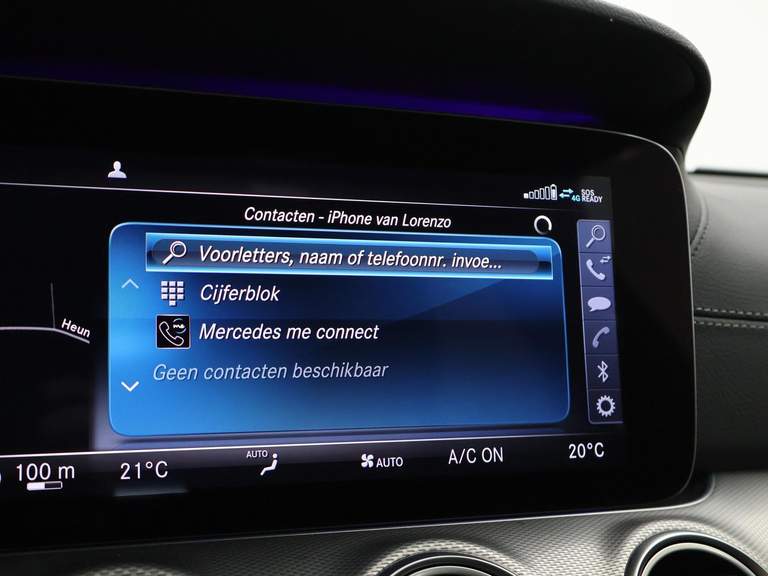 4G
SOS
READY
Contacten - iPhone van Lorenzo
Voorletters, naam of telefoonnr. invoe...
Cijferblok
Mercedes me connect
Geen contacten beschikbaar
Heun
100 m
21°C
AUTO
AUTO
A/C ON
20°C